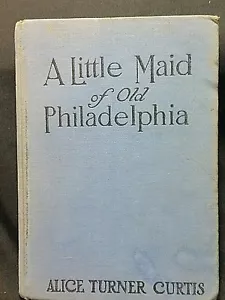 A Little Maid
of Old
Philadelphia
ALICE TURNER CURTIS